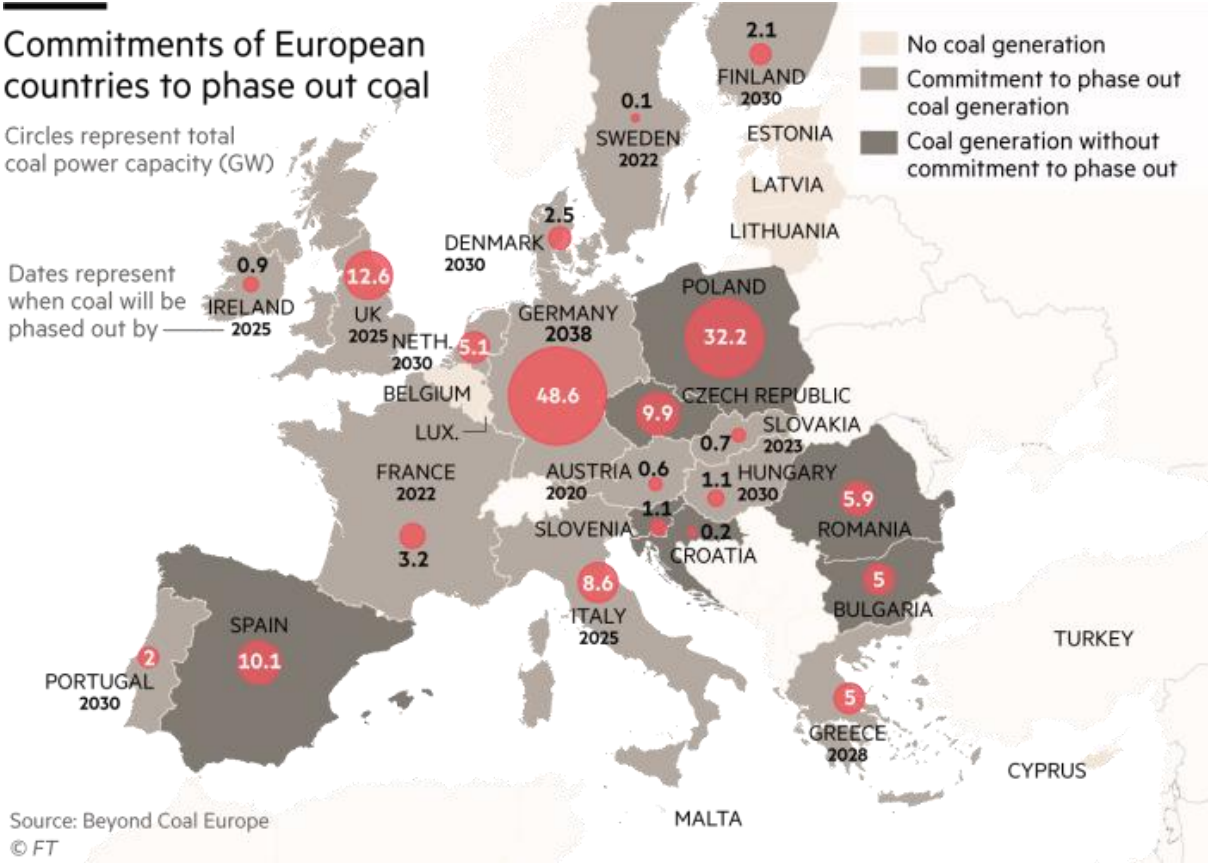 Commitments of European
countries to phase out coal
Circles represent total
coal power capacity (GW)
Dates represent
when coal will be
phased out by
No coal generation
Commitment to phase out
coal generation
Coal generation without
commitment to phase out
2.1
FINLAND
2030
0.1
SWEDEN
2022
ESTONIA
LATVIA
LITHUANIA
2.5
DENMARK
2030
0.9
IRELAND
2025
12.6
UK
2025
NETH.
2030
5.1
GERMANY
2038
48.6
POLAND
32.2
BELGIUM
LUX.
CZECH REPUBLIC
9.9
SLOVAKIA
2023
0.7
FRANCE
2022
3.2
AUSTRIA
2020
0.6
HUNGARY
2030
1.1
SLOVENIA
1.1
CROATIA
0.2
5.9
ROMANIA
5
BULGARIA
8.6
ITALY
2025
SPAIN
10.1
2
PORTUGAL
2030
5
GREECE
2028
TURKEY
CYPRUS
MALTA
Source: Beyond Coal Europe
© FT